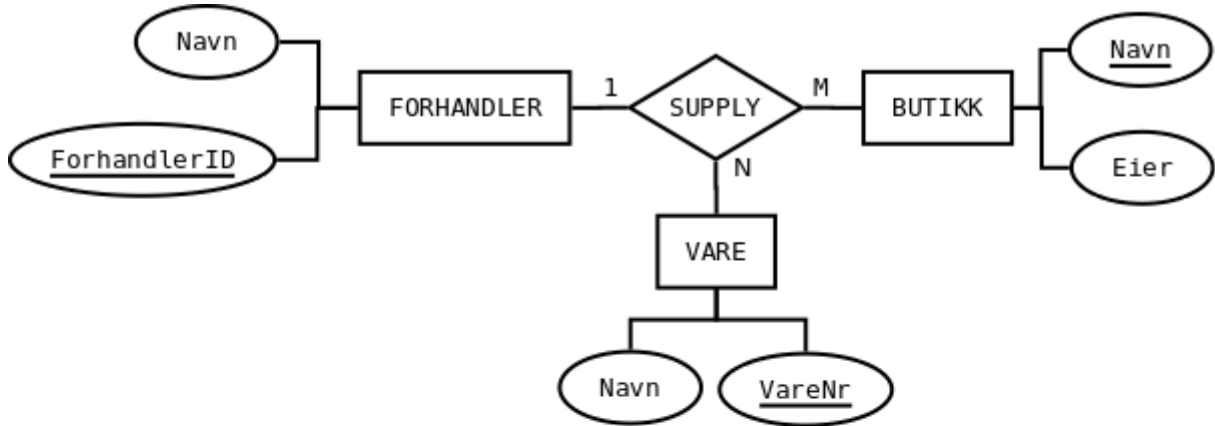 Navn
ForhandlerID
FORHANDLER
1
SUPPLY
M
BUTIKK
Navn
Eier
N
VARE
Navn
VareNr